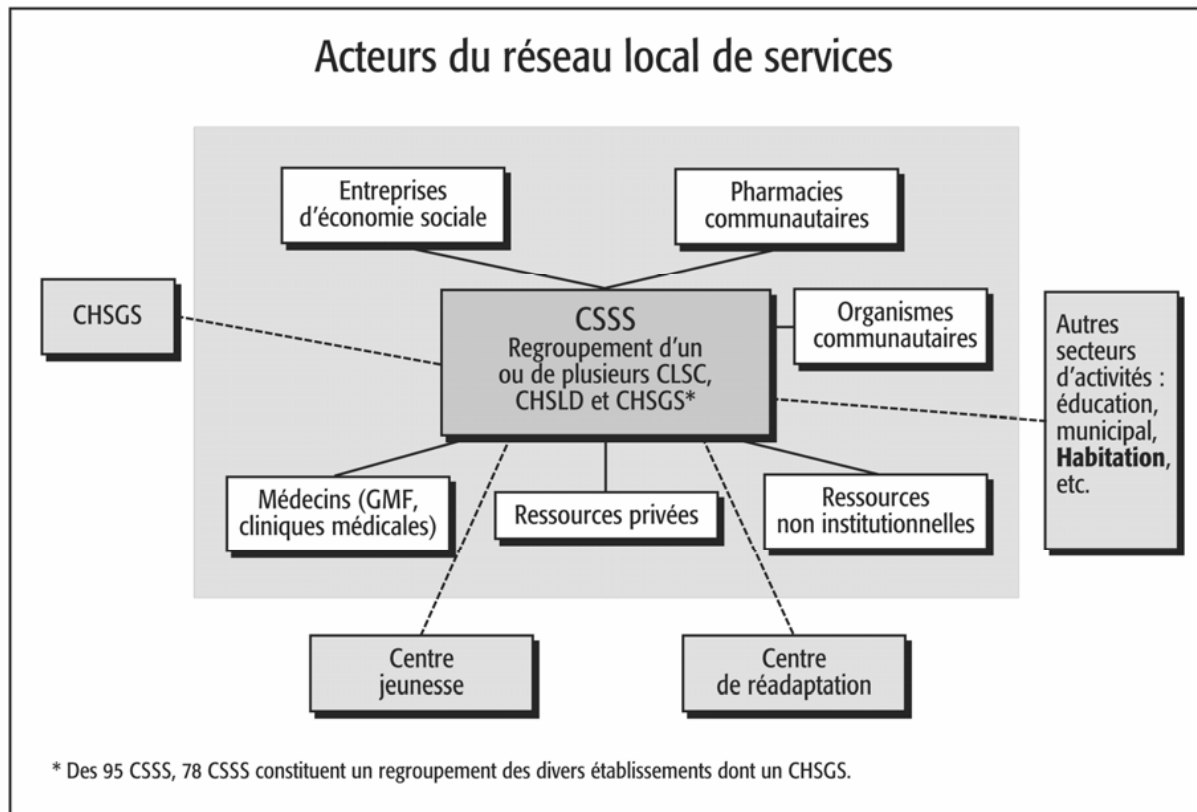 Acteurs du réseau local de services
Entreprises
d'économie sociale
Pharmacies
communautaires
CHSGS
CSSS
Regroupement d'un
ou de plusieurs CLSC,
CHSLD et CHSGS*
Organismes
communautaires
Autres
secteurs
d'activités :
éducation,
municipal,
Habitation,
etc.
Médecins (GMF,
cliniques médicales)
Ressources privées
Ressources
non institutionnelles
Centre
jeunesse
Centre
de réadaptation
* Des 95 CSSS, 78 CSSS constituent un regroupement des divers établissements dont un CHSGS.